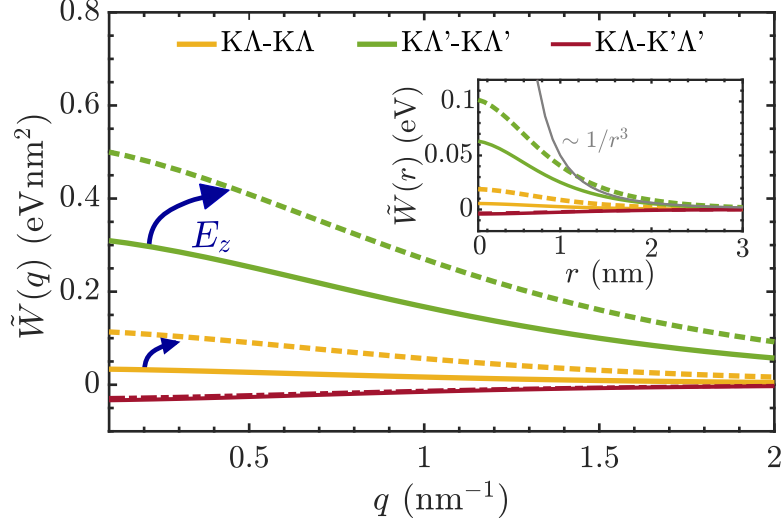 KΛ-KΛ KΛ'-KΛ' KΛ-K'Λ'
0.8
0.6
0.4
0.2
0
W̃(q) (eVnm²)
E_z
0.1
0.05
0
W̃(r) (eV)
~ 1/r³
0 1 2 3
r (nm)
0.5 1 1.5 2
q (nm⁻¹)